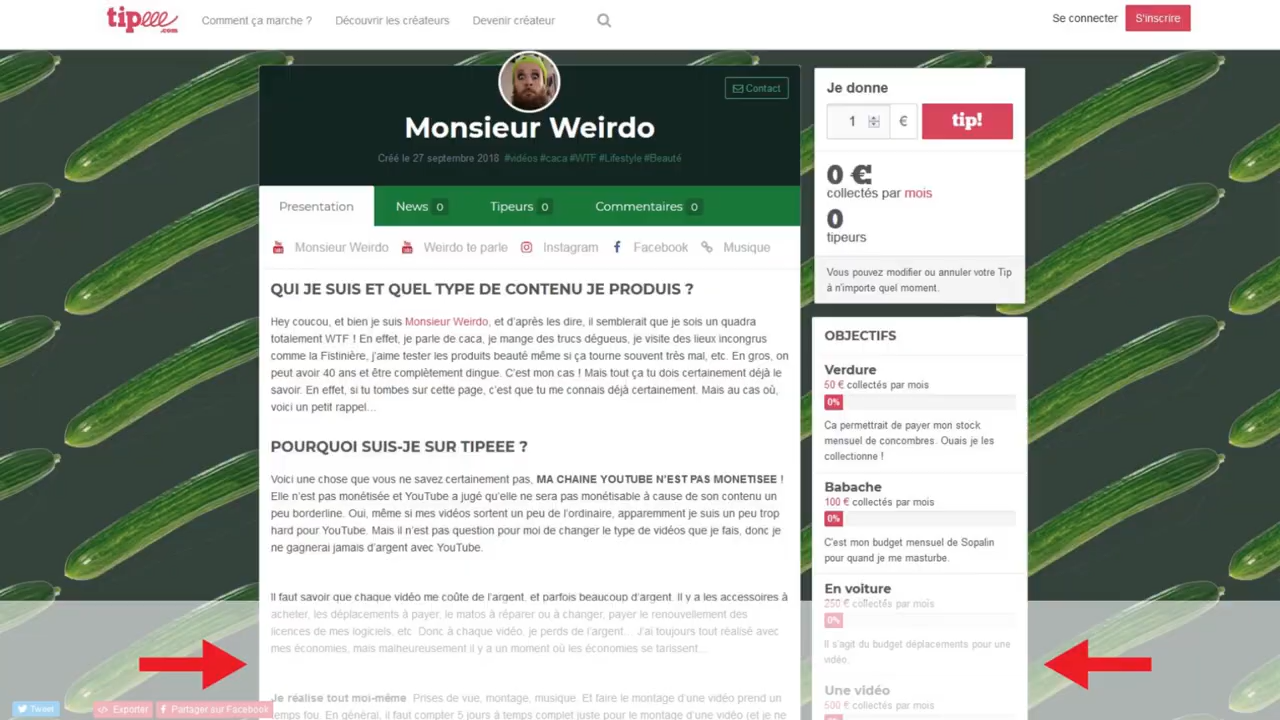 tipeee
.com
Comment ça marche ?
Découvrir les créateurs
Devenir créateur
Se connecter
S'inscrire
Contact
Monsieur Weirdo
Créé le 27 septembre 2018 #vidéos #caca #WTF #Lifestyle #Beauté
Presentation
News 0
Tipeurs 0
Commentaires 0
Monsieur Weirdo
Weirdo te parle
Instagram
Facebook
Musique
QUI JE SUIS ET QUEL TYPE DE CONTENU JE PRODUIS ?
Hey coucou, et bien je suis Monsieur Weirdo, et d'après les dire, il semblerait que je sois un quadra
totalement WTF ! En effet, je parle de caca, je mange des trucs dégueus, je visite des lieux incongrus
comme la Fistinière, j'aime tester les produits beauté même si ça tourne souvent très mal, etc. En gros, on
peut avoir 40 ans et être complètement dingue. C'est mon cas ! Mais tout ça tu dois certainement déjà le
savoir. En effet, si tu tombes sur cette page, c'est que tu me connais déjà certainement. Mais au cas où,
voici un petit rappel...
POURQUOI SUIS-JE SUR TIPEEE ?
Voici une chose que vous ne savez certainement pas, MA CHAINE YOUTUBE N'EST PAS MONETISEE !
Elle n'est pas monétisée et YouTube a jugé qu'elle ne sera pas monétisable à cause de son contenu un
peu borderline. Oui, même si mes vidéos sortent un peu de l'ordinaire, apparemment je suis un peu trop
hard pour YouTube. Mais il n'est pas question pour moi de changer le type de vidéos que je fais, donc je
ne gagnerai jamais d'argent avec YouTube.
Il faut savoir que chaque vidéo me coûte de l'argent, et parfois beaucoup d'argent. Il y a les accessoires à
acheter, les déplacements à payer, le matos à réparer ou à changer, payer le renouvellement des
licences de mes logiciels, etc. Donc à chaque vidéo, je perds de l'argent... J'ai toujours tout réalisé avec
mes économies, mais malheureusement il y a un moment où les économies se tarissent...
Je réalise tout moi-même. Prises de vue, montage, musique. Et faire le montage d'une vidéo prend un
temps fou. En général, il faut compter 5 jours à temps complet juste pour le montage d'une vidéo (et je ne
Je donne
1 €
tip!
0 €
collectés par mois
0
tipeurs
Vous pouvez modifier ou annuler votre Tip
à n'importe quel moment.
OBJECTIFS
Verdure
50 € collectés par mois
0%
Ca permettrait de payer mon stock
mensuel de concombres. Ouais je les
collectionne !
Babache
100 € collectés par mois
0%
C'est mon budget mensuel de Sopalin
pour quand je me masturbe.
En voiture
250 € collectés par mois
0%
Il s'agit du budget déplacements pour une
vidéo.
Une vidéo
500 € collectés par mois
Tweet
Exporter
Partager sur Facebook